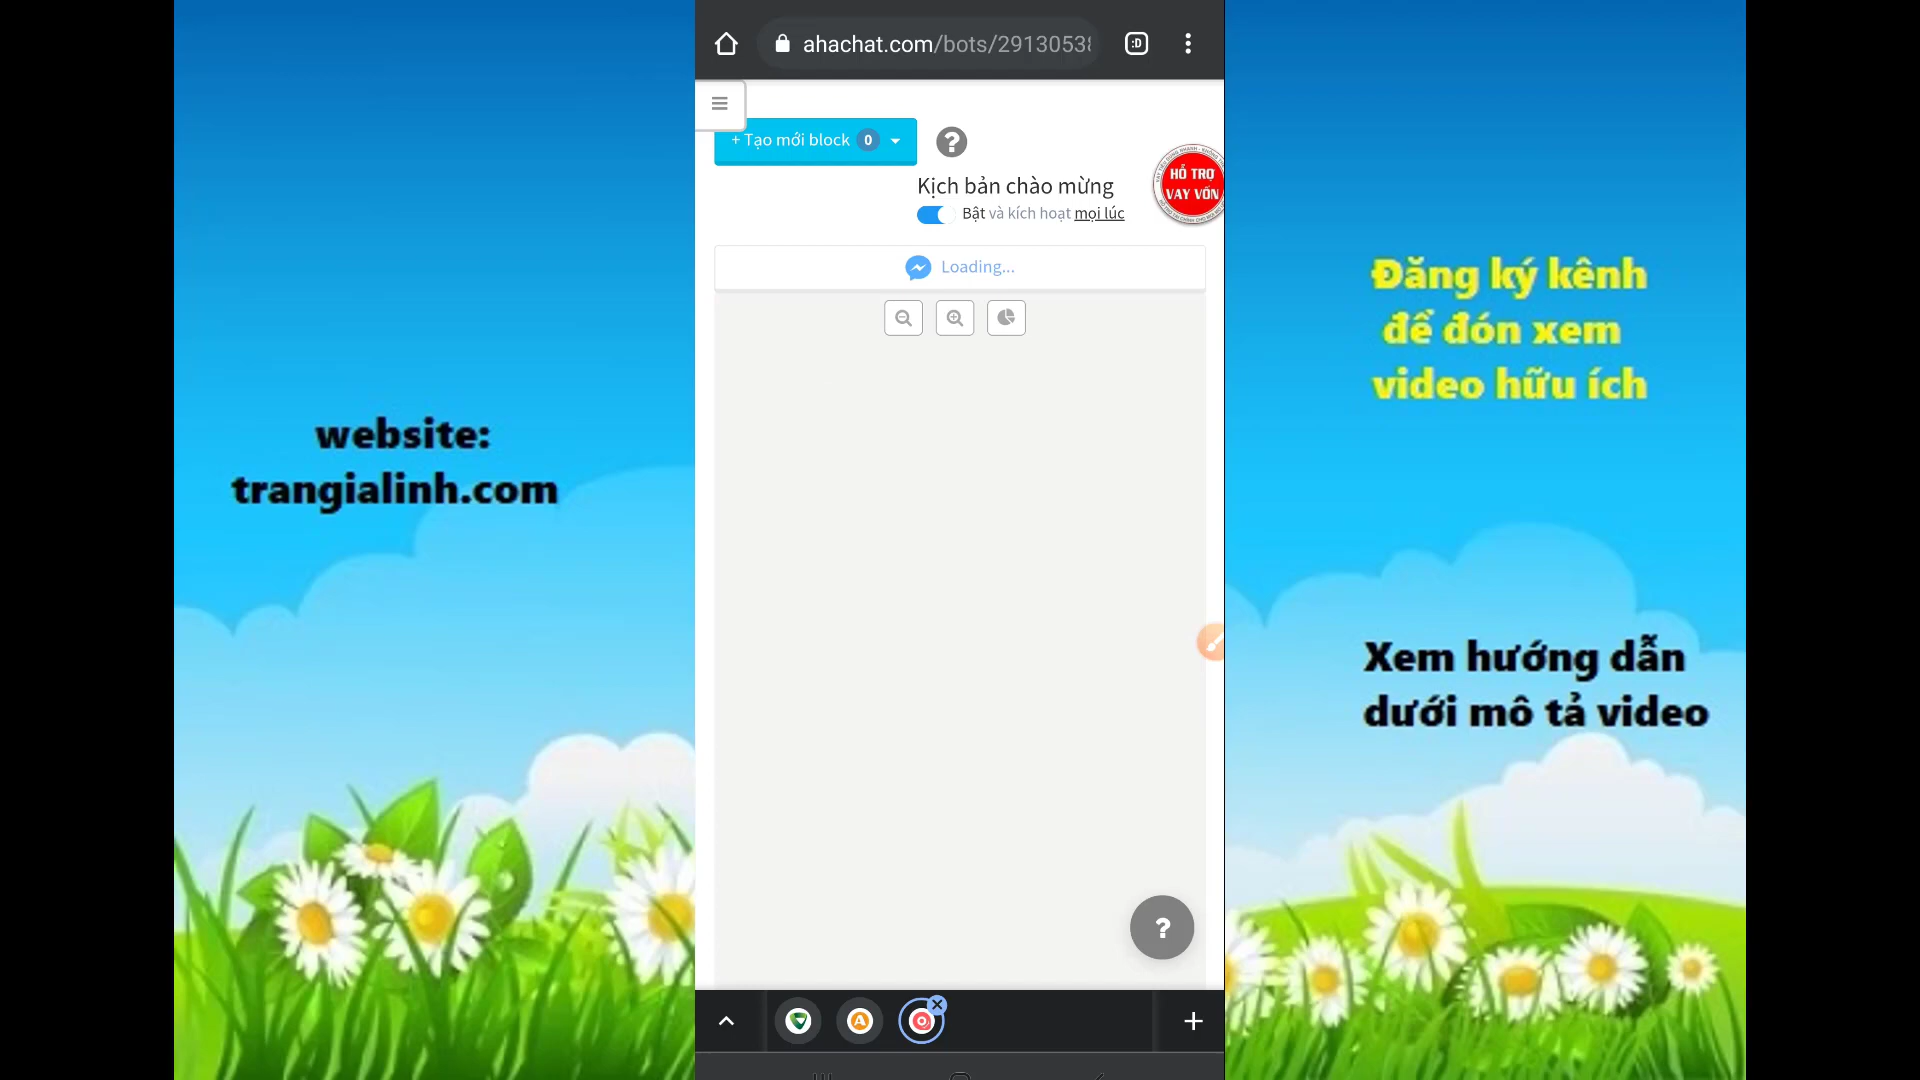 ahachat.com/bots/2913053
:D
+ Tạo mới block 0
?
Kịch bản chào mừng
Bật và kích hoạt mọi lúc
HỖ TRỢ
VAY VỐN
Loading...
website:
trangialinh.com
Đăng ký kênh
để đón xem
video hữu ích
Xem hướng dẫn
dưới mô tả video
?
A